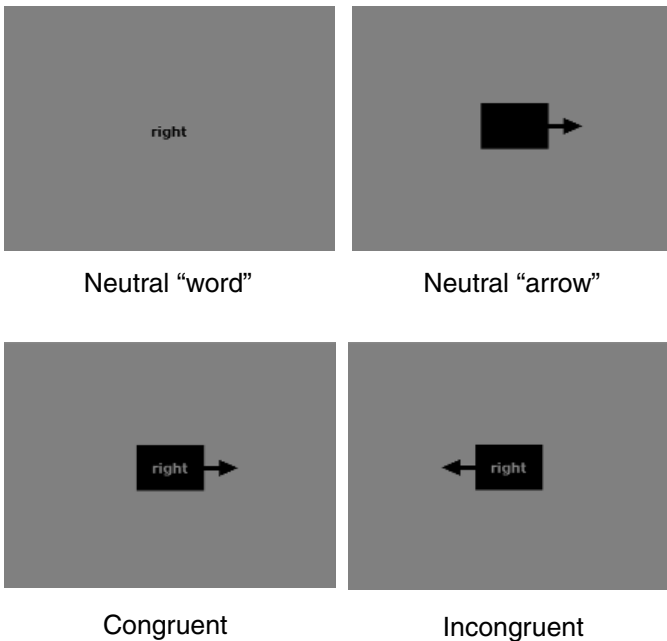 right
Neutral “word”
Neutral “arrow”
right
right
Congruent
Incongruent